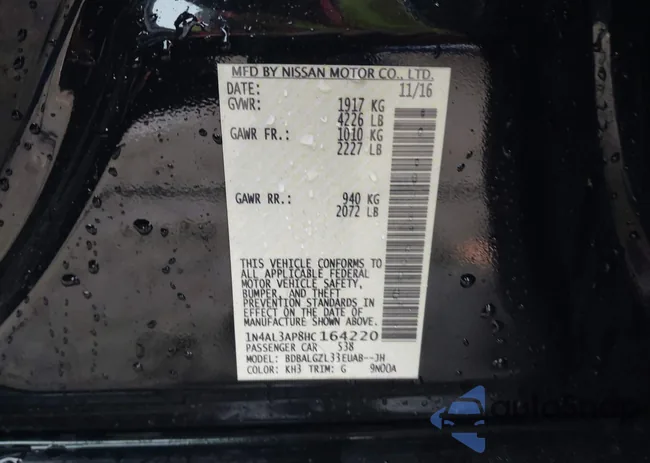 MFD BY NISSAN MOTOR CO., LTD.
DATE: 11/16
GVWR: 1917 KG
4226 LB
GAWR FR.: 1010 KG
2227 LB
GAWR RR.: 940 KG
2072 LB
THIS VEHICLE CONFORMS TO
ALL APPLICABLE FEDERAL
MOTOR VEHICLE SAFETY,
BUMPER, AND THEFT
PREVENTION STANDARDS IN
EFFECT ON THE DATE OF
MANUFACTURE SHOWN ABOVE.
1N4AL3AP8HC164220
PASSENGER CAR 538
MODEL: BDBALGZL33EUAB--JH
COLOR: KH3 TRIM: G 9N00A